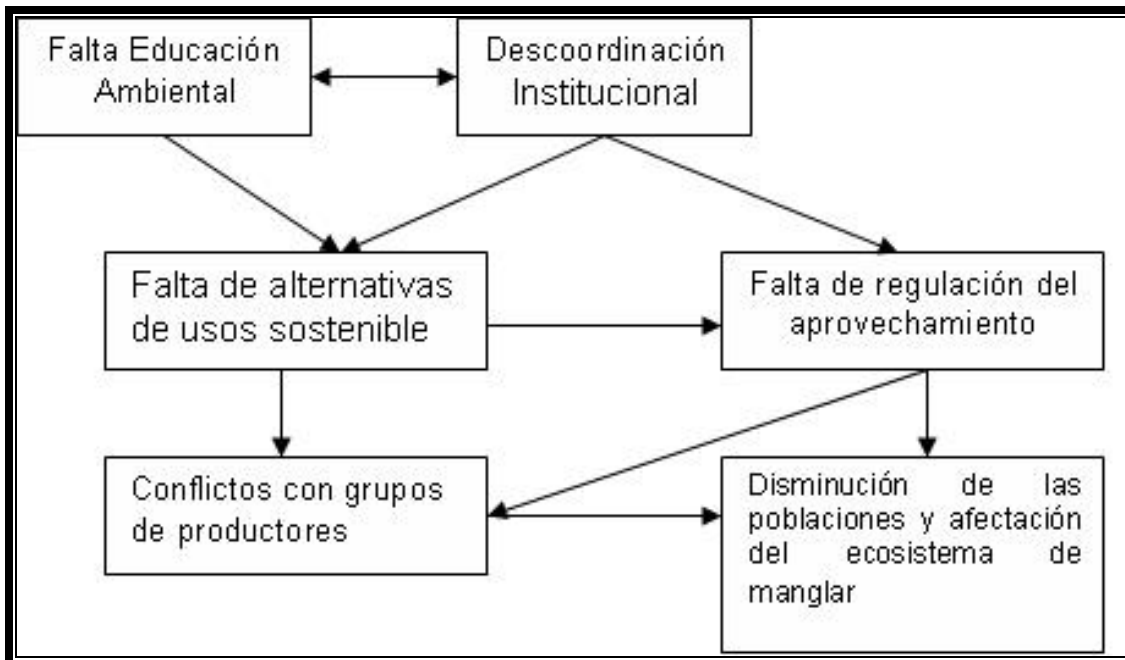 Falta Educación
Ambiental
Descoordinación
Institucional
Falta de alternativas
de usos sostenible
Falta de regulación del
aprovechamiento
Conflictos con grupos
de productores
Disminución de las
poblaciones y afectación
del ecosistema de
manglar